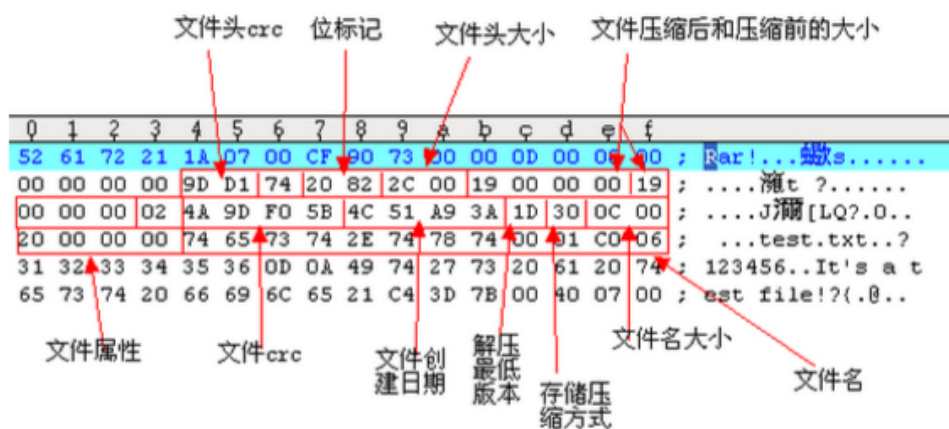 文件头crc 位标记 文件头大小 文件压缩后和压缩前的大小
0 1 2 3 4 5 6 7 8 9 a b c d e f
52 61 72 21 1A 07 00 CF 90 73 00 00 0D 00 00 00 ; Rar!...s......
00 00 00 00 9D D1 74 20 82 2C 00 19 00 00 00 19 ; ....t ?......
00 00 00 02 4A 9D F0 5B 4C 51 A9 3A 1D 30 0C 00 ; ....J[LQ?.0..
20 00 00 00 74 65 73 74 2E 74 78 74 00 01 C0 06 ; ...test.txt..?
31 32 33 34 35 36 0D 0A 49 74 27 73 20 61 20 74 ; 123456..It's a t
65 73 74 20 66 69 6C 65 21 C4 3D 7B 00 40 07 00 ; est file!?{.@..
文件属性 文件crc 文件创建日期 解压最低版本 存储压缩方式 文件名大小 文件名